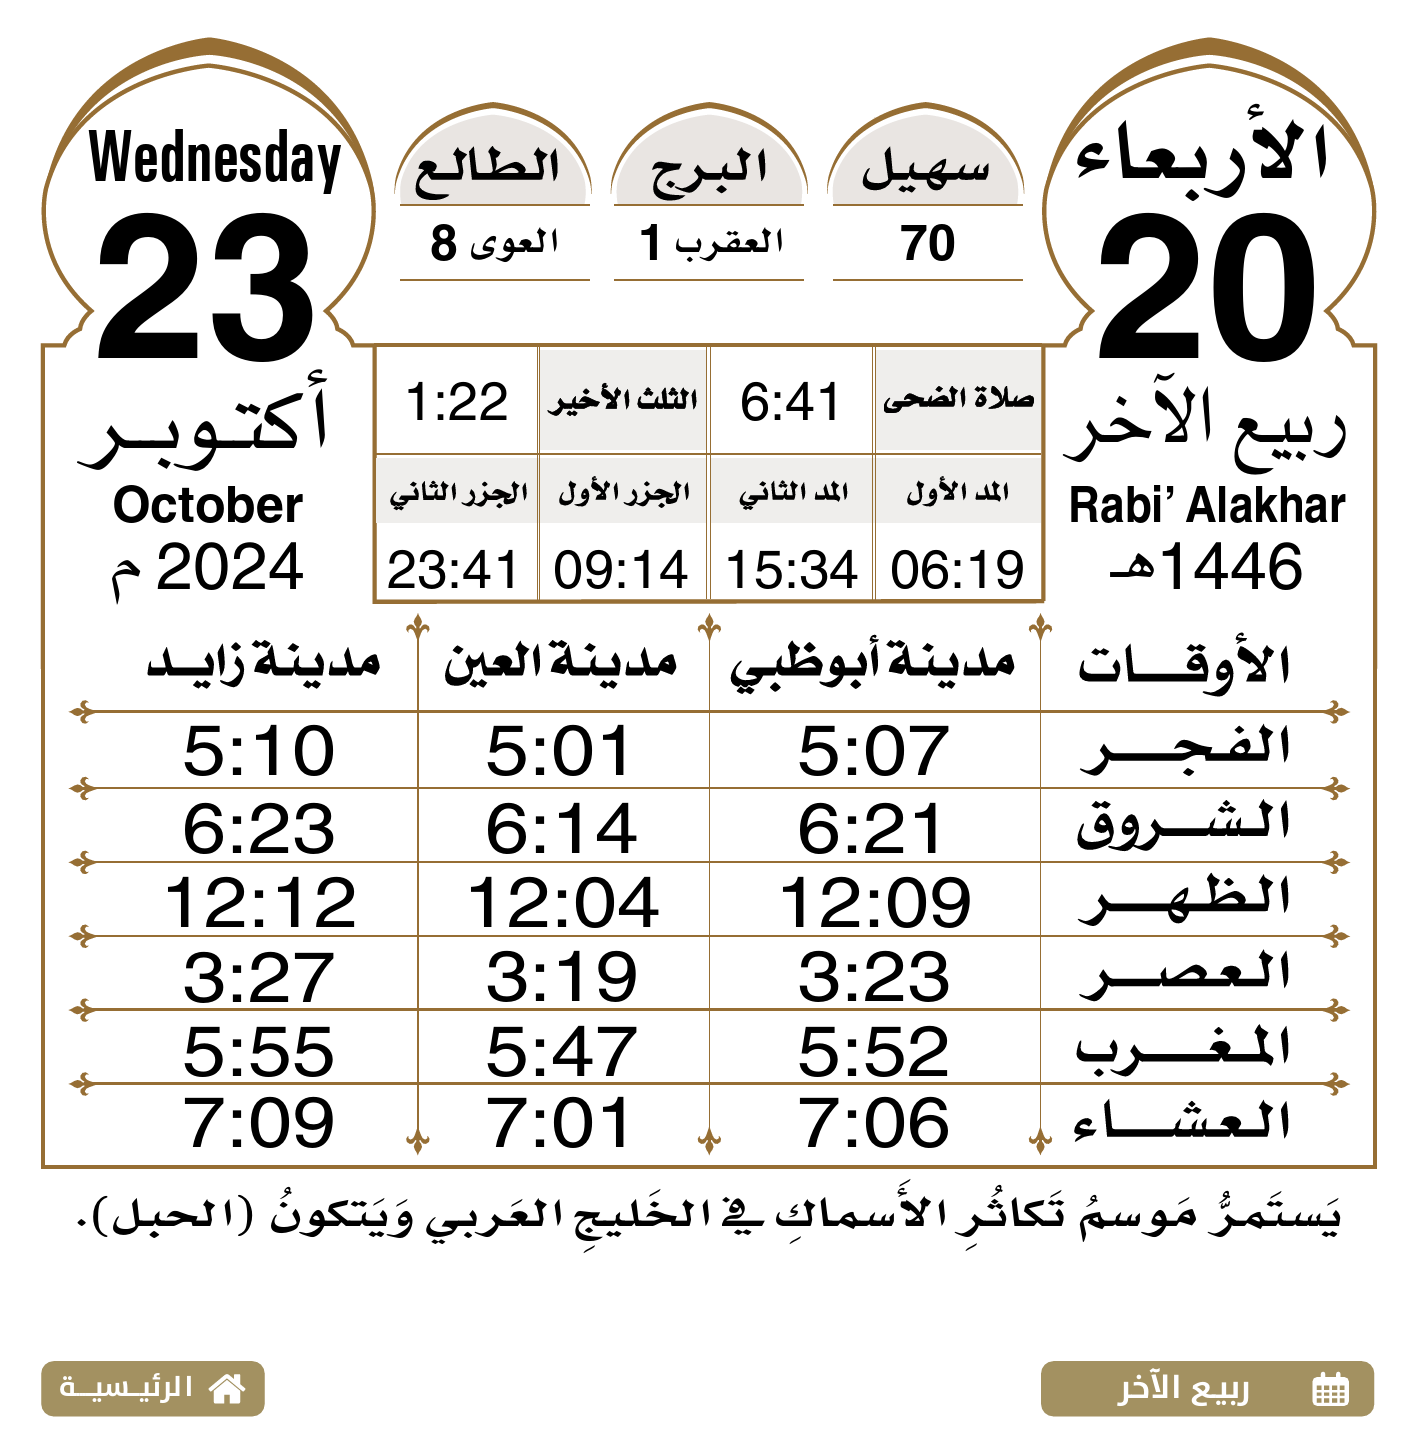 الأربعاء
20
ربيع الآخر
Rabi’ Alakhar
1446هـ
سهيل البرج الطالع
70 العقرب 1 العوى 8
Wednesday
23
أكتوبر
October
2024 م
صلاة الضحى 6:41 الثلث الأخير 1:22
المد الأول المد الثاني الجزر الأول الجزر الثاني
06:19 15:34 09:14 23:41
الأوقات مدينة أبوظبي مدينة العين مدينة زايد
الفجر 5:07 5:01 5:10
الشروق 6:21 6:14 6:23
الظهر 12:09 12:04 12:12
العصر 3:23 3:19 3:27
المغرب 5:52 5:47 5:55
العشاء 7:06 7:01 7:09
يَستَمرُّ مَوسمُ تَكاثُرِ الأَسماكِ في الخَليجِ العَربي وَيَتكونُ (الحبل).
ربيع الآخر
الرئيسية